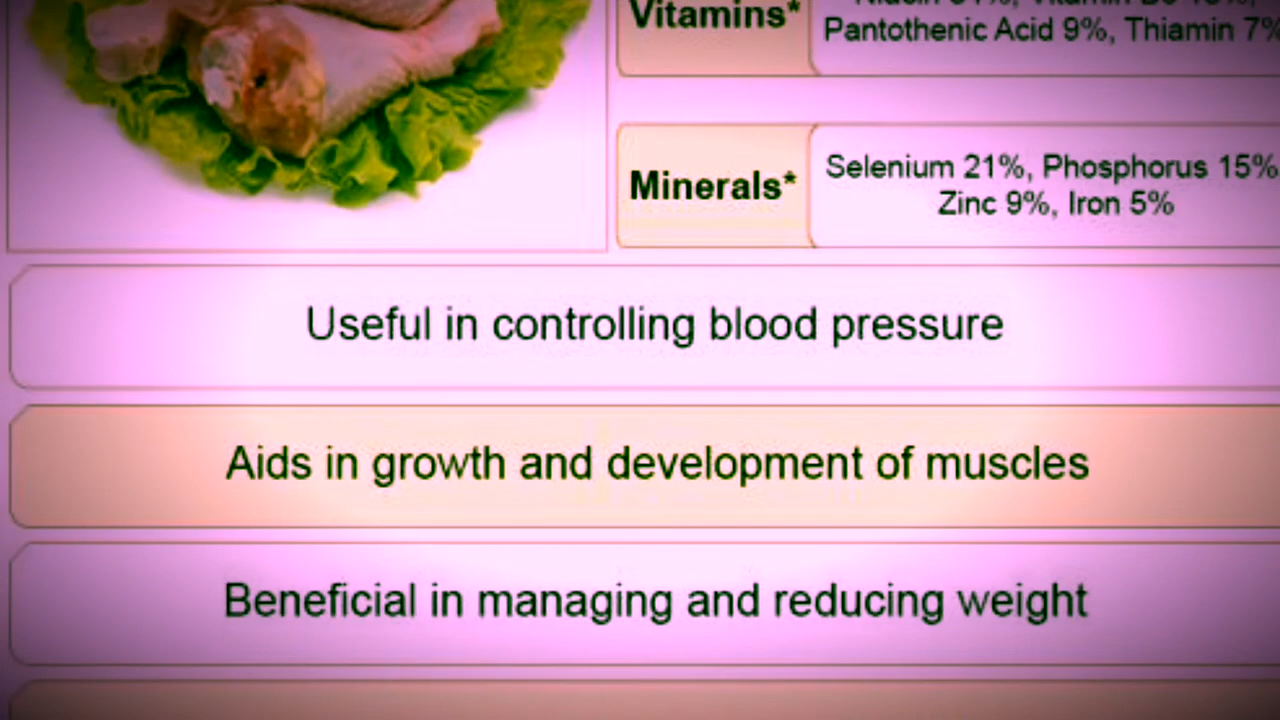 Vitamins*
Pantothenic Acid 9%, Thiamin 7%
Minerals*
Selenium 21%, Phosphorus 15%
Zinc 9%, Iron 5%
Useful in controlling blood pressure
Aids in growth and development of muscles
Beneficial in managing and reducing weight